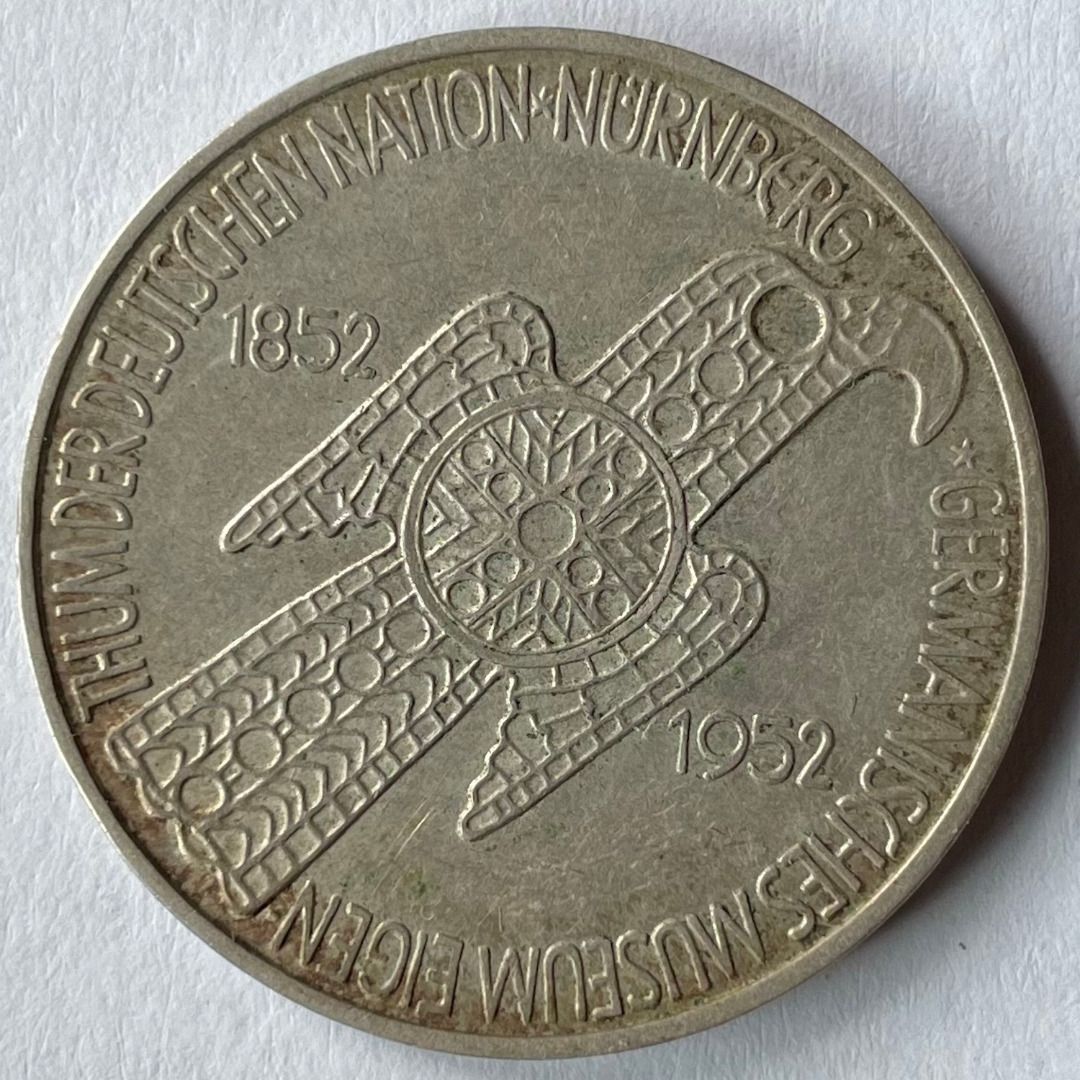 * GERMANISCHES MUSEUM EIGENTHUM DER DEUTSCHEN NATION * NÜRNBERG
1852
1952